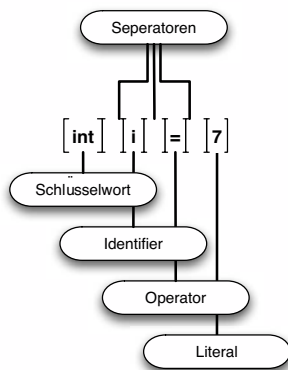 Seperatoren
[int] [i] [=] [7]
Schlüsselwort
Identifier
Operator
Literal